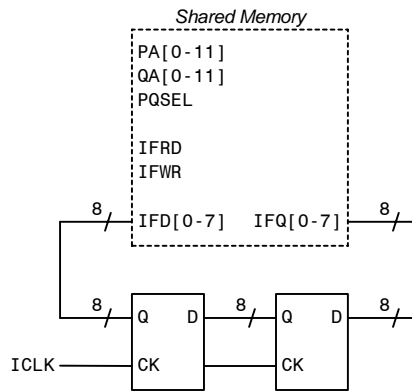 Shared Memory
PA[0-11]
QA[0-11]
PQSEL
IFRD
IFWR
8 IFD[0-7] IFQ[0-7] 8
8 Q D 8 Q D 8
ICLK CK CK